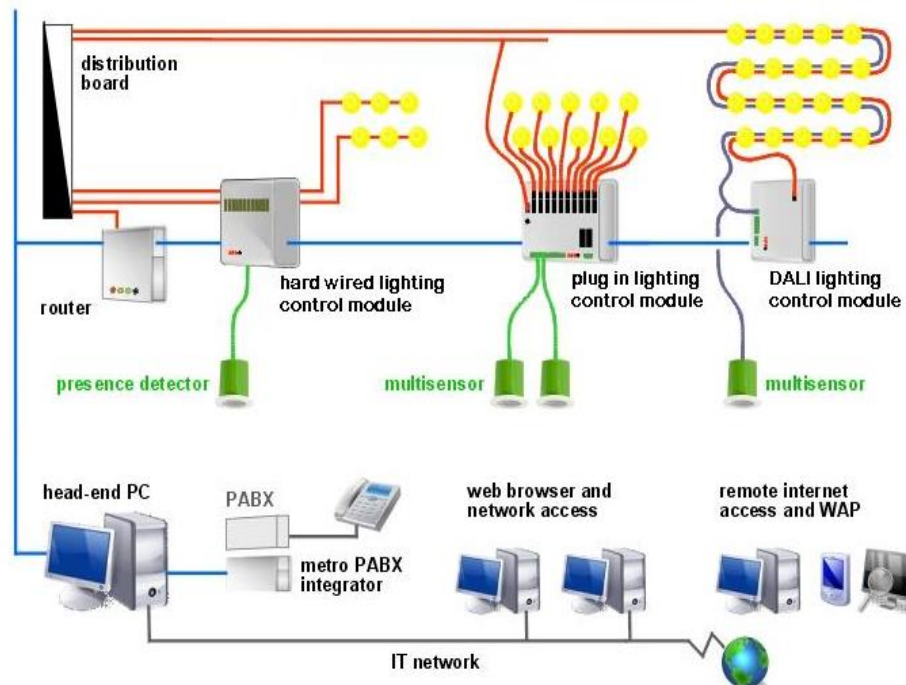 distribution
board
router
hard wired lighting
control module
plug in lighting
control module
DALI lighting
control module
presence detector
multisensor
multisensor
head-end PC
PABX
metro PABX
integrator
web browser and
network access
remote internet
access and WAP
IT network